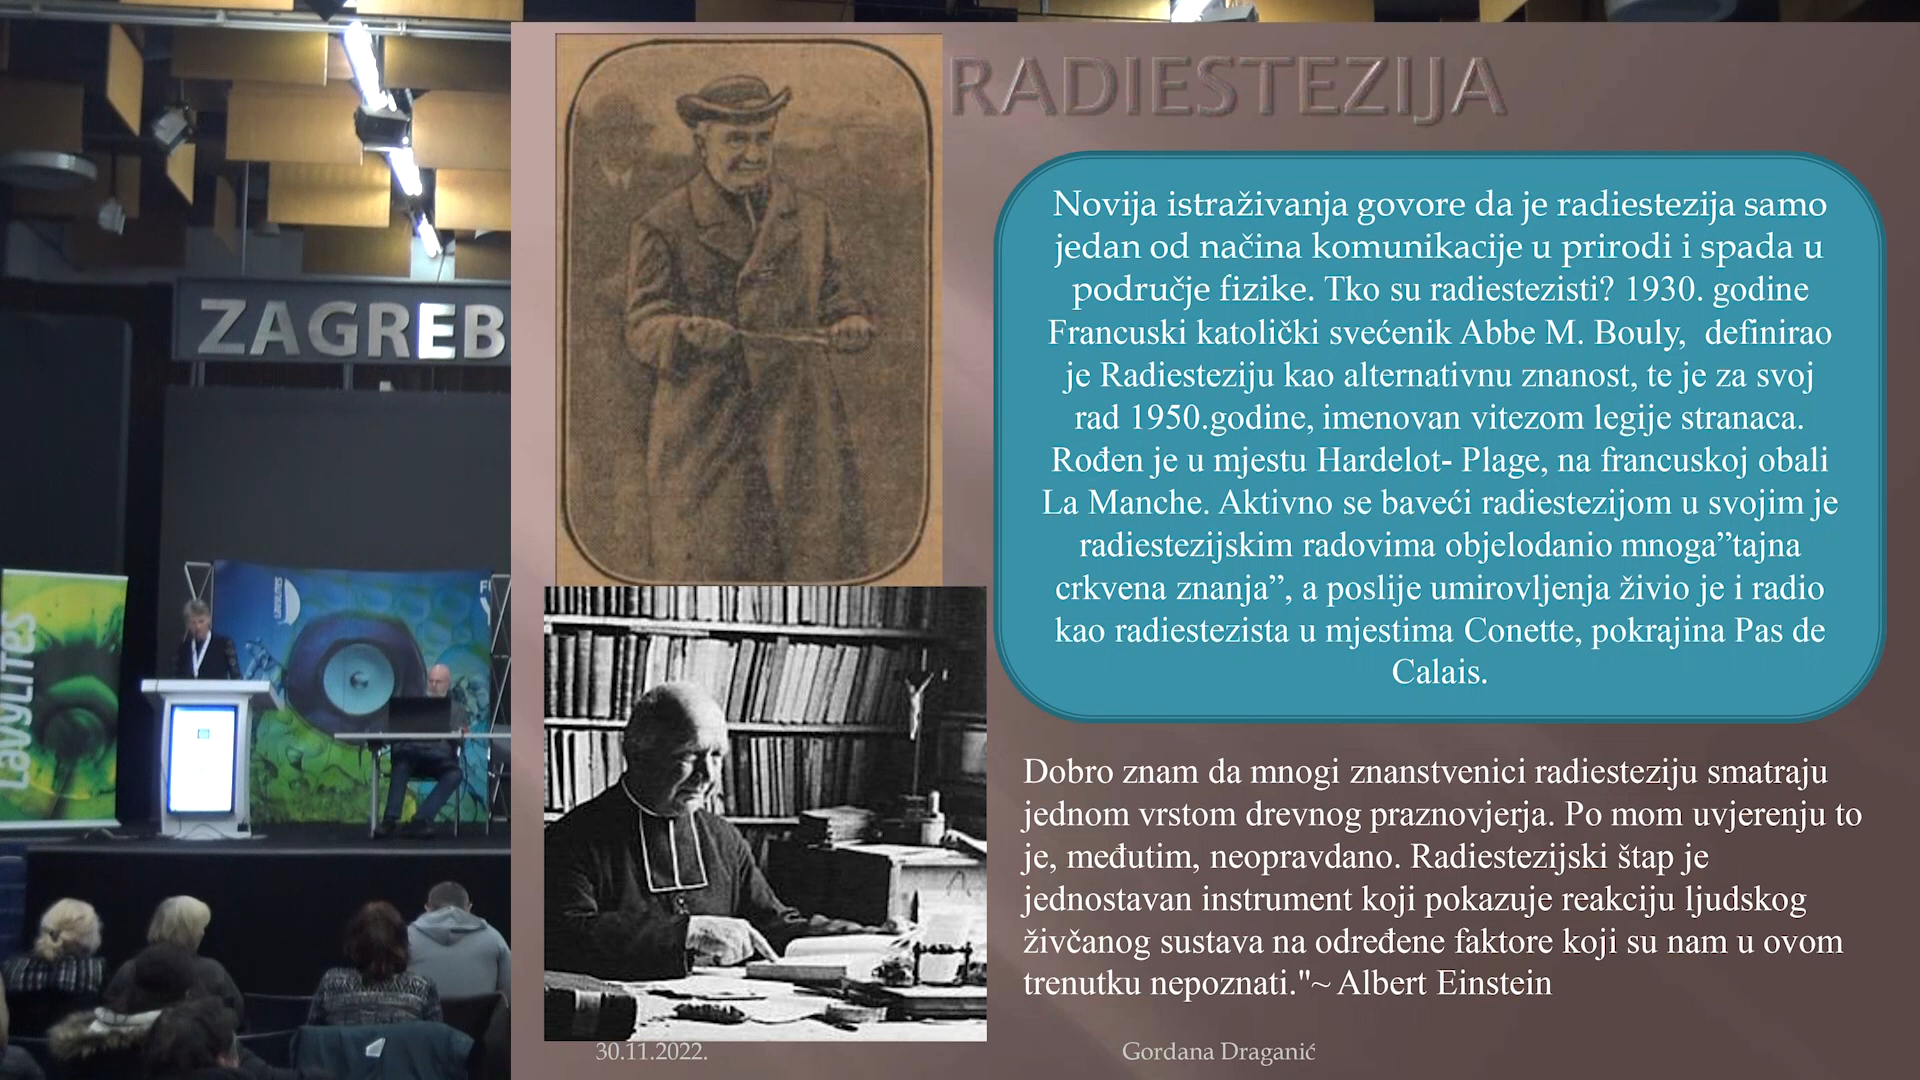 RADIESTEZIJA
Novija istraživanja govore da je radiestezija samo
jedan od načina komunikacije u prirodi i spada u
područje fizike. Tko su radiestezisti? 1930. godine
Francuski katolički svećenik Abbe M. Bouly,  definirao
je Radiesteziju kao alternativnu znanost, te je za svoj
rad 1950.godine, imenovan vitezom legije stranaca.
Rođen je u mjestu Hardelot- Plage, na francuskoj obali
La Manche. Aktivno se baveći radiestezijom u svojim je
radiestezijskim radovima objelodanio mnoga”tajna
crkvena znanja”, a poslije umirovljenja živio je i radio
kao radiestezista u mjestima Conette, pokrajina Pas de
Calais.
Dobro znam da mnogi znanstvenici radiesteziju smatraju
jednom vrstom drevnog praznovjerja. Po mom uvjerenju to
je, međutim, neopravdano. Radiestezijski štap je
jednostavan instrument koji pokazuje reakciju ljudskog
živčanog sustava na određene faktore koji su nam u ovom
trenutku nepoznati."~ Albert Einstein
30.11.2022.
Gordana Draganić
ZAGREB
Lavylites